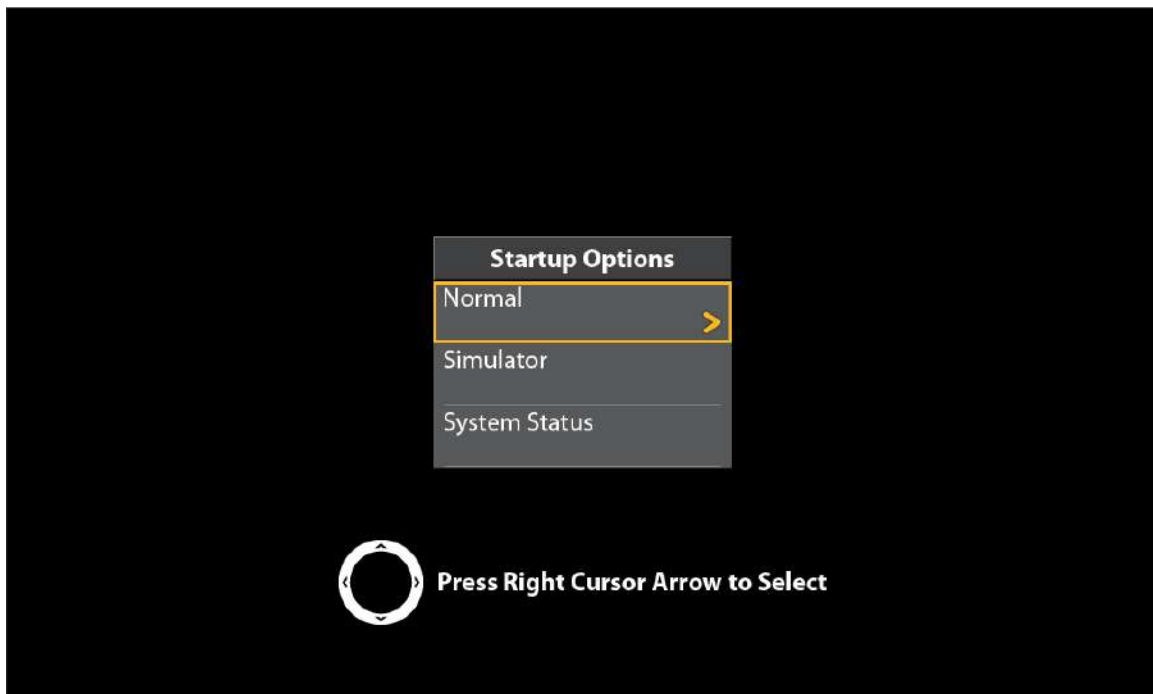 Startup Options
Normal
Simulator
System Status
Press Right Cursor Arrow to Select